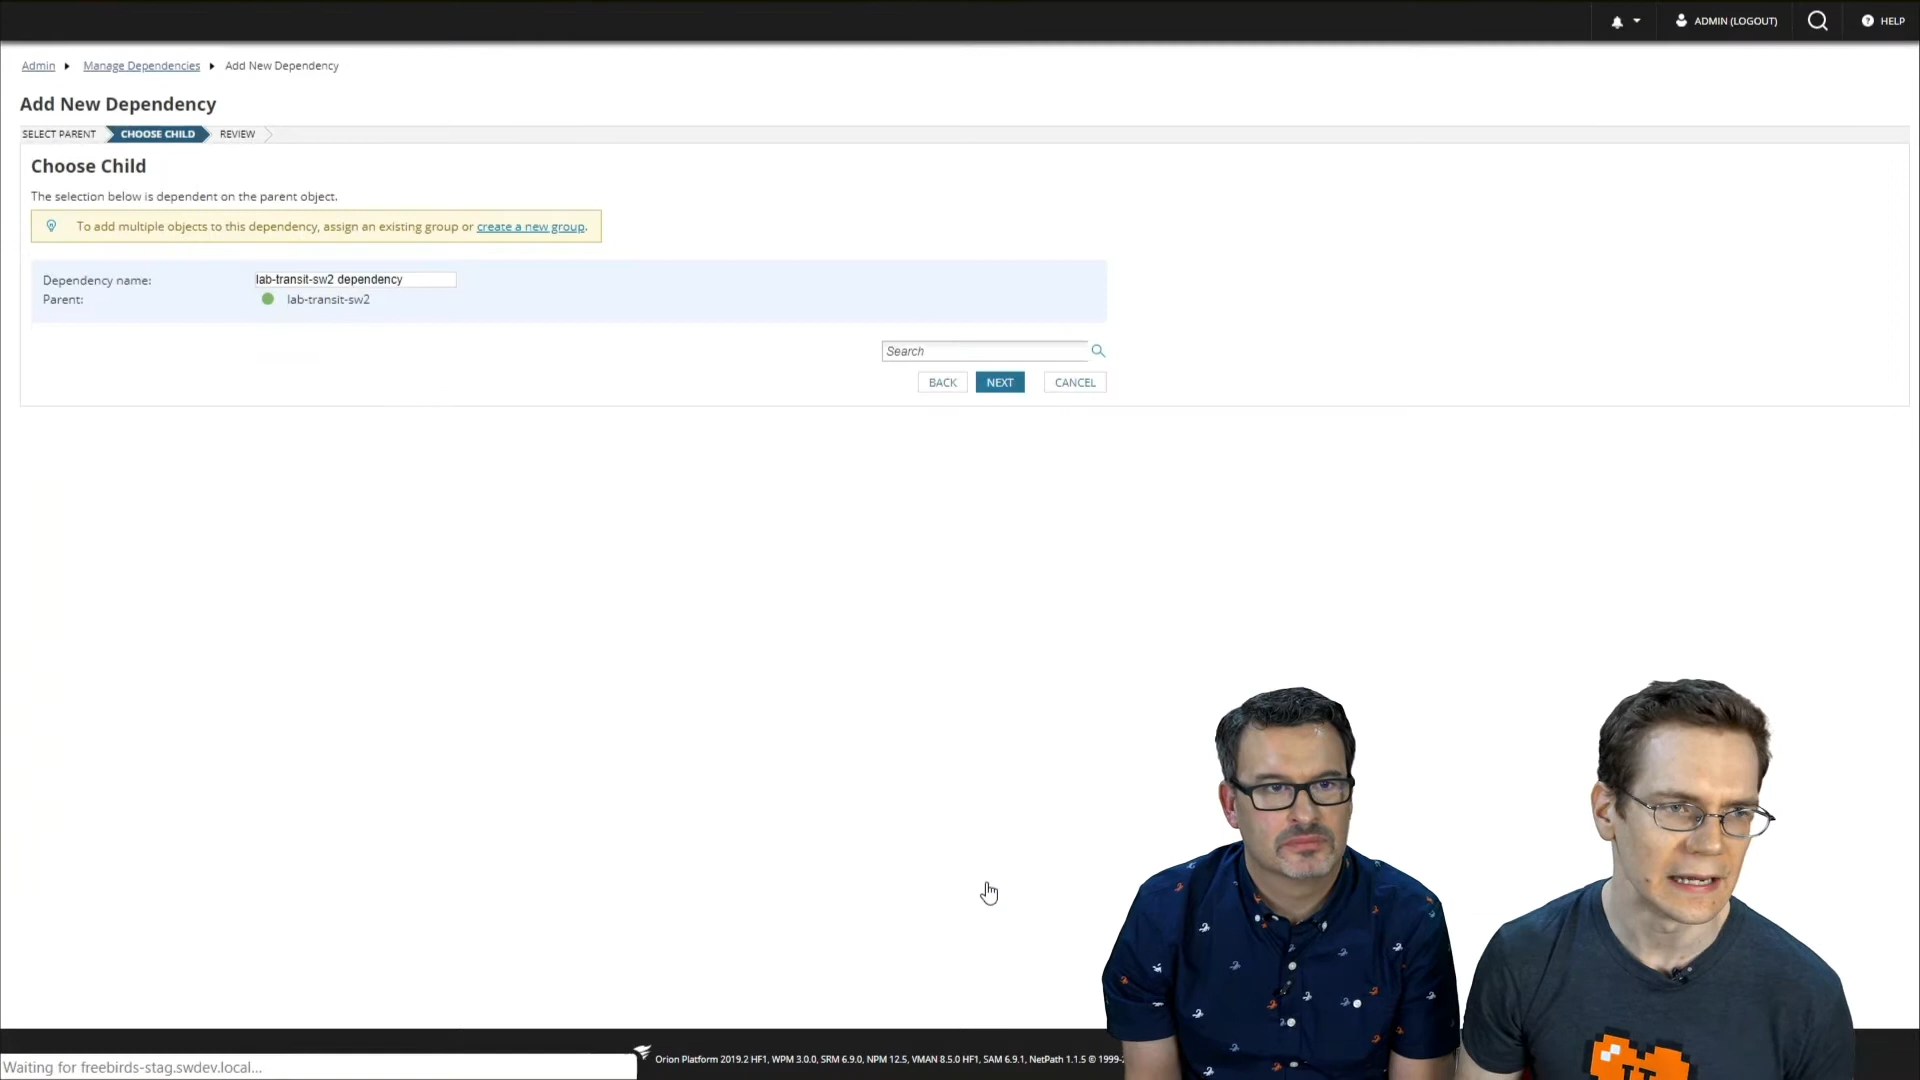 ADMIN (LOGOUT)
HELP
Admin Manage Dependencies Add New Dependency
Add New Dependency
SELECT PARENT CHOOSE CHILD REVIEW
Choose Child
The selection below is dependent on the parent object.
To add multiple objects to this dependency, assign an existing group or create a new group.
Dependency name: lab-transit-sw2 dependency
Parent: lab-transit-sw2
Search
BACK NEXT CANCEL
Orion Platform 2019.2 HF1, WPM 3.0.0, SRM 6.9.0, NPM 12.5, VMAN 8.5.0 HF1, SAM 6.9.1, NetPath 1.1.5 © 1999-
Waiting for freebirds-stag.swdev.local...